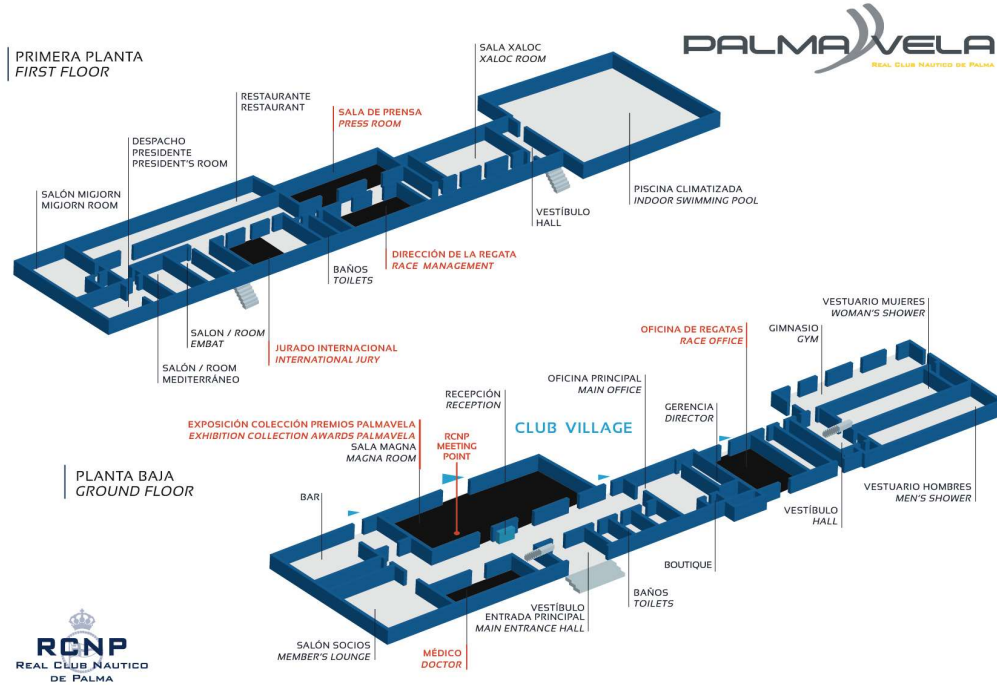 PRIMERA PLANTA
FIRST FLOOR
PALMAVELA
REAL CLUB NAUTICO DE PALMA
SALA XALOC
XALOC ROOM
RESTAURANTE
RESTAURANT
SALA DE PRENSA
PRESS ROOM
DESPACHO
PRESIDENTE
PRESIDENT'S ROOM
SALÓN MIGJORN
MIGJORN ROOM
PISCINA CLIMATIZADA
INDOOR SWIMMING POOL
VESTÍBULO
HALL
DIRECCIÓN DE LA REGATA
RACE MANAGEMENT
BAÑOS
TOILETS
SALON / ROOM
EMBAT
JURADO INTERNACIONAL
INTERNATIONAL JURY
SALÓN / ROOM
MEDITERRÁNEO
VESTUARIO MUJERES
WOMAN'S SHOWER
OFICINA DE REGATAS
RACE OFFICE
GIMNASIO
GYM
OFICINA PRINCIPAL
MAIN OFFICE
RECEPCIÓN
RECEPTION
GERENCIA
DIRECTOR
CLUB VILLAGE
EXPOSICIÓN COLECCIÓN PREMIOS PALMAVELA
EXHIBITION COLLECTION AWARDS PALMAVELA
SALA MAGNA
MAGNA ROOM
RCNP
MEETING
POINT
PLANTA BAJA
GROUND FLOOR
BAR
VESTUARIO HOMBRES
MEN'S SHOWER
VESTÍBULO
HALL
BOUTIQUE
BAÑOS
TOILETS
VESTÍBULO
ENTRADA PRINCIPAL
MAIN ENTRANCE HALL
SALÓN SOCIOS
MEMBER'S LOUNGE
MÉDICO
DOCTOR
RCNP
REAL CLUB NAUTICO
DE PALMA